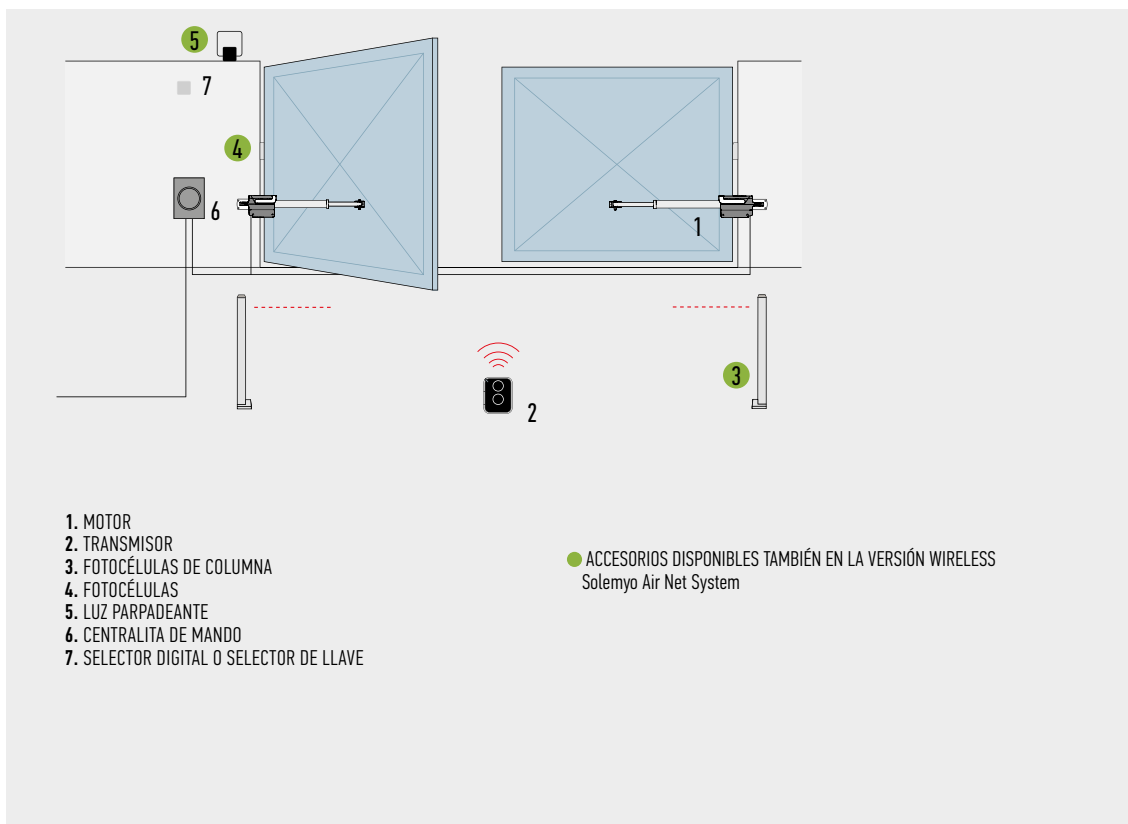 5
7
4
6
1
3
2
1. MOTOR
2. TRANSMISOR
3. FOTOCÉLULAS DE COLUMNA
4. FOTOCÉLULAS
5. LUZ PARPADEANTE
6. CENTRALITA DE MANDO
7. SELECTOR DIGITAL O SELECTOR DE LLAVE
ACCESORIOS DISPONIBLES TAMBIÉN EN LA VERSIÓN WIRELESS
Solemyo Air Net System